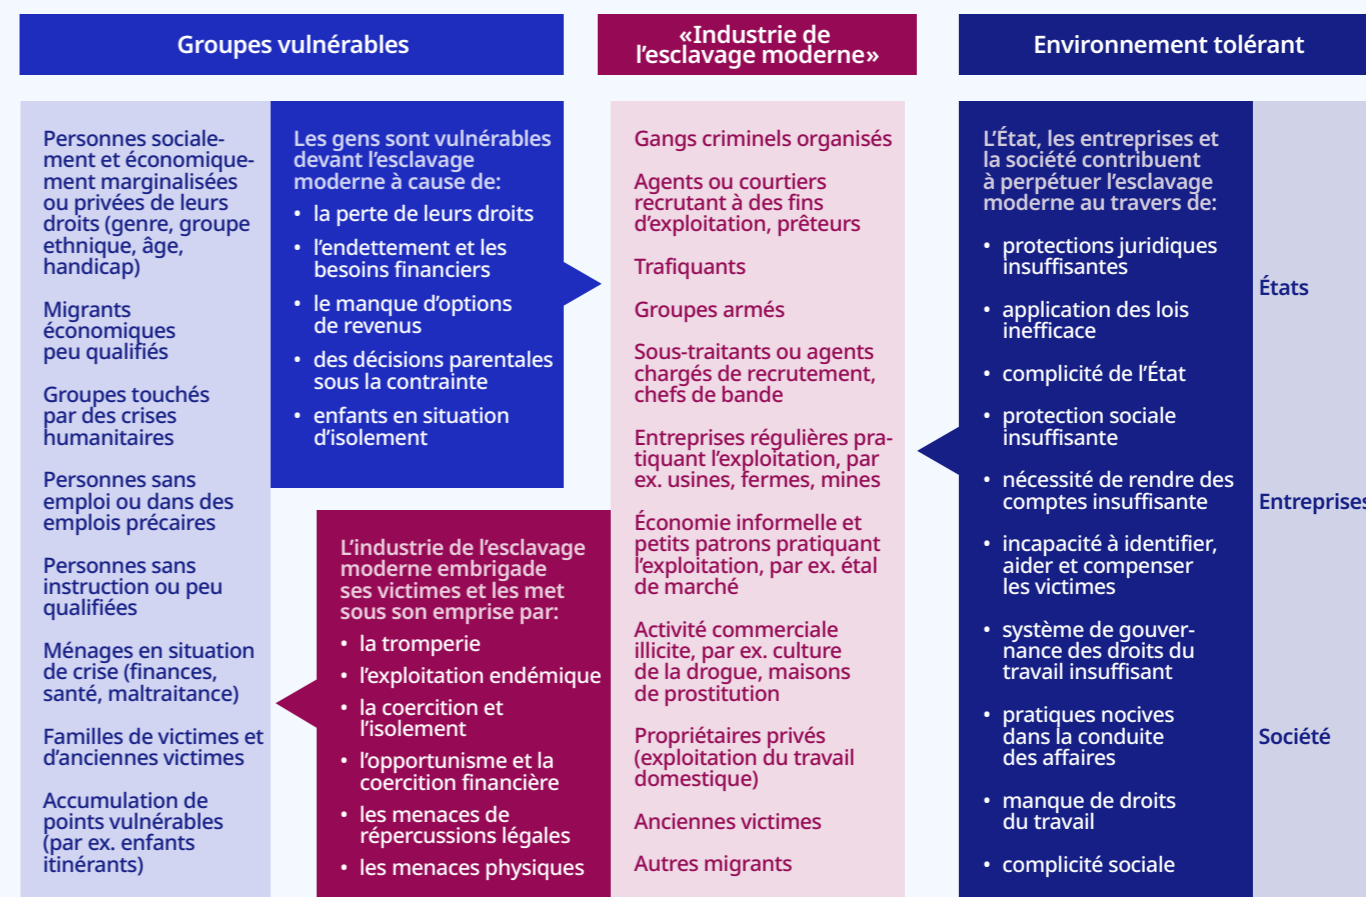 Groupes vulnérables
«Industrie de
l’esclavage moderne»
Environnement tolérant
Personnes sociale-
ment et économique-
ment marginalisées
ou privées de leurs
droits (genre, groupe
ethnique, âge,
handicap)
Migrants
économiques
peu qualifiés
Groupes touchés
par des crises
humanitaires
Personnes sans
emploi ou dans des
emplois précaires
Personnes sans
instruction ou peu
qualifiées
Ménages en situation
de crise (finances,
santé, maltraitance)
Familles de victimes et
d’anciennes victimes
Accumulation de
points vulnérables
(par ex. enfants
itinérants)
Les gens sont vulnérables
devant l’esclavage
moderne à cause de:
• la perte de leurs droits
• l’endettement et les
besoins financiers
• le manque d’options
de revenus
• des décisions parentales
sous la contrainte
• enfants en situation
d’isolement
L’industrie de l’esclavage
moderne embrigade
ses victimes et les met
sous son emprise par:
• la tromperie
• l’exploitation endémique
• la coercition et
l’isolement
• l’opportunisme et la
coercition financière
• les menaces de
répercussions légales
• les menaces physiques
Gangs criminels organisés
Agents ou courtiers
recrutant à des fins
d’exploitation, prêteurs
Trafiquants
Groupes armés
Sous-traitants ou agents
chargés de recrutement,
chefs de bande
Entreprises régulières pra-
tiquant l’exploitation, par
ex. usines, fermes, mines
Économie informelle et
petits patrons pratiquant
l’exploitation, par ex. étal
de marché
Activité commerciale
illicite, par ex. culture
de la drogue, maisons
de prostitution
Propriétaires privés
(exploitation du travail
domestique)
Anciennes victimes
Autres migrants
L’État, les entreprises et
la société contribuent
à perpétuer l’esclavage
moderne au travers de:
• protections juridiques
insuffisantes
• application des lois
inefficace
• complicité de l’État
• protection sociale
insuffisante
• nécessité de rendre des
comptes insuffisante
• incapacité à identifier,
aider et compenser
les victimes
• système de gouver-
nance des droits du
travail insuffisant
• pratiques nocives
dans la conduite
des affaires
• manque de droits
du travail
• complicité sociale
États
Entreprises
Société